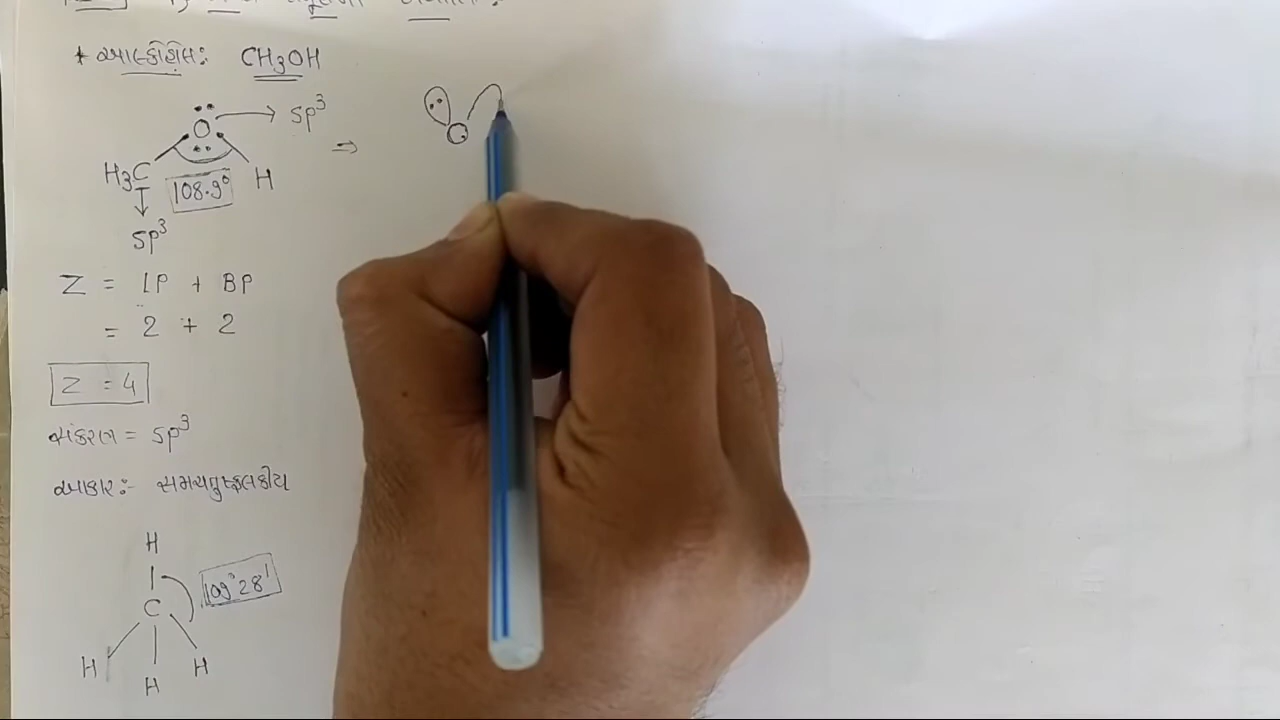 * આલ્કોહોલ: CH3OH
O → sp3
⇒
H3C 108.9° H
sp3
Z = LP + BP
= 2 + 2
Z = 4
સંકરણ = sp3
આકાર:- સમચતુષ્ફલકીય
H
109°28'
C
H H
H